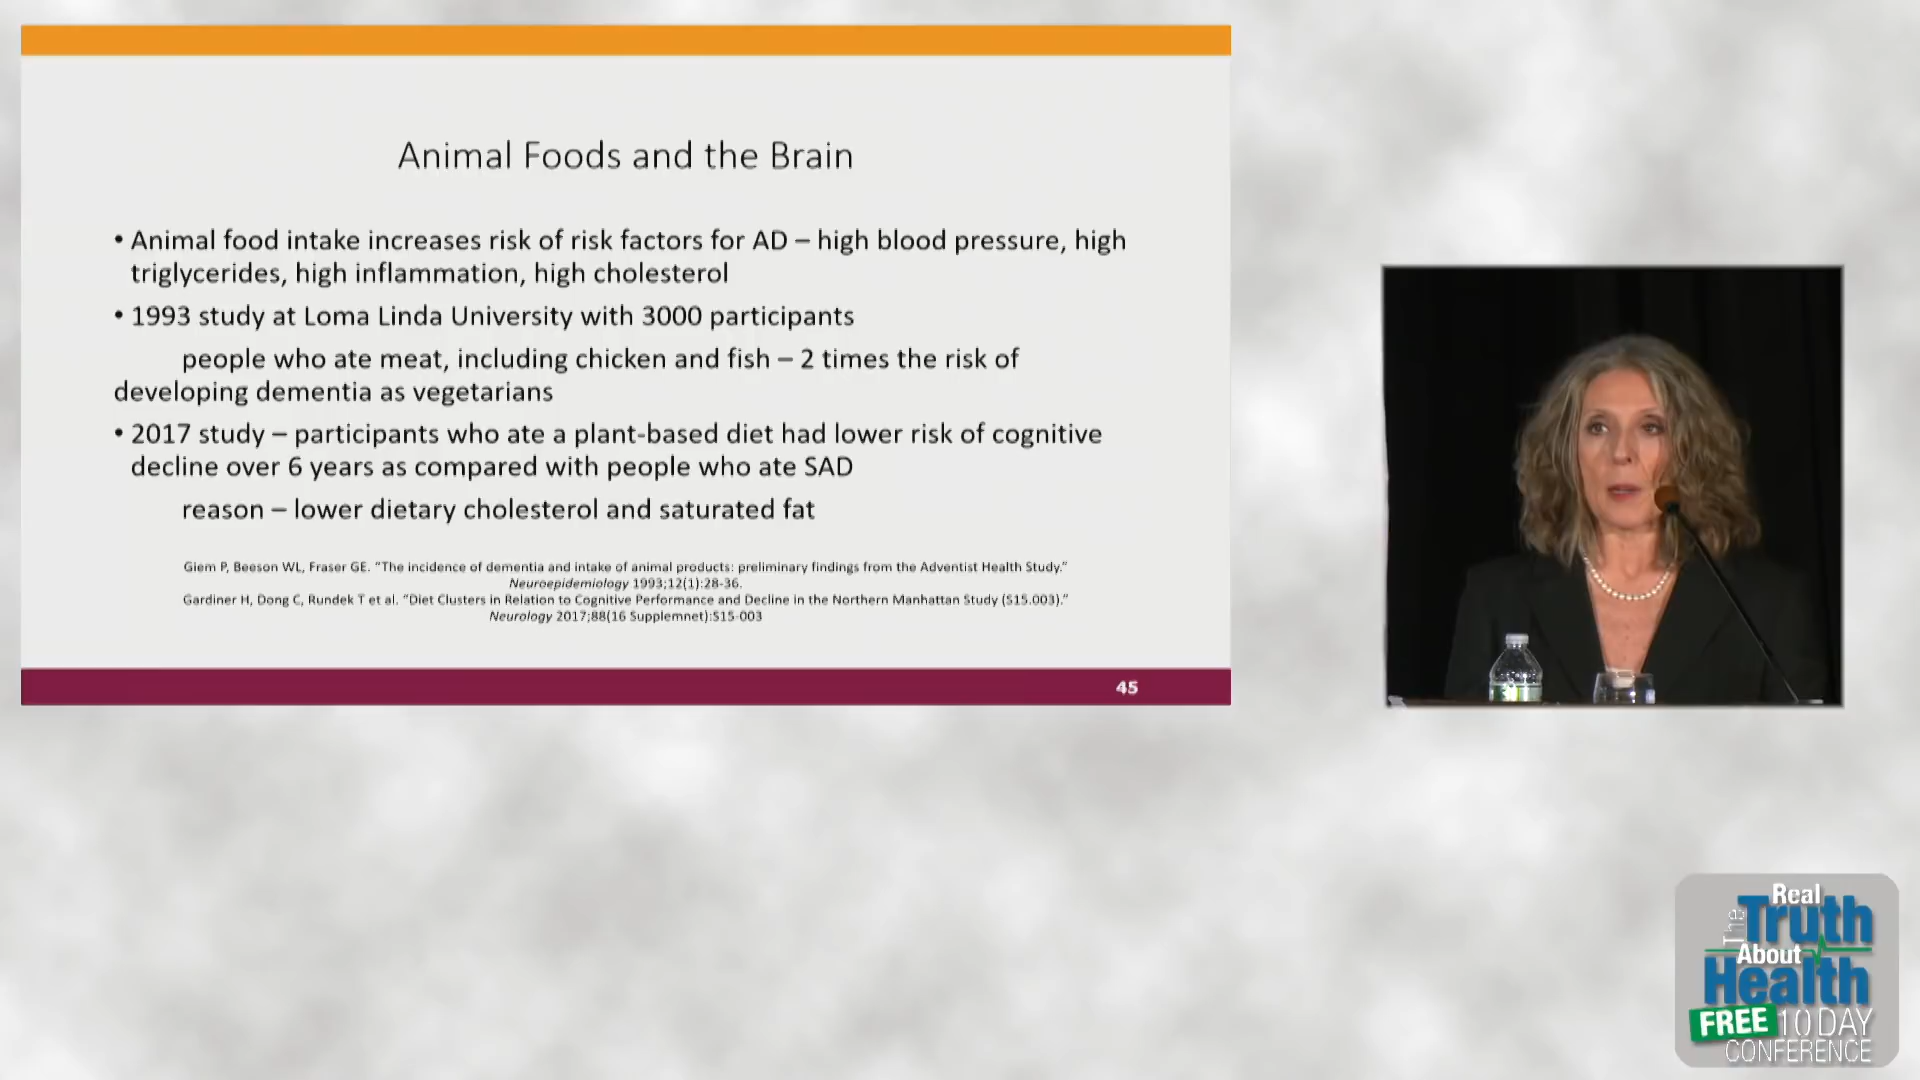 Animal Foods and the Brain
• Animal food intake increases risk of risk factors for AD – high blood pressure, high
triglycerides, high inflammation, high cholesterol
• 1993 study at Loma Linda University with 3000 participants
people who ate meat, including chicken and fish – 2 times the risk of
developing dementia as vegetarians
• 2017 study – participants who ate a plant-based diet had lower risk of cognitive
decline over 6 years as compared with people who ate SAD
reason – lower dietary cholesterol and saturated fat
Giem P, Beeson WL, Fraser GE. "The incidence of dementia and intake of animal products: preliminary findings from the Adventist Health Study."
Neuroepidemiology 1993;12(1):28-36.
Gardiner H, Dong C, Rundek T et al. "Diet Clusters in Relation to Cognitive Performance and Decline in the Northern Manhattan Study (S15.003)."
Neurology 2017;88(16 Supplemnet):S15-003
45
The Real
Truth
About
Health
FREE 10 DAY
CONFERENCE